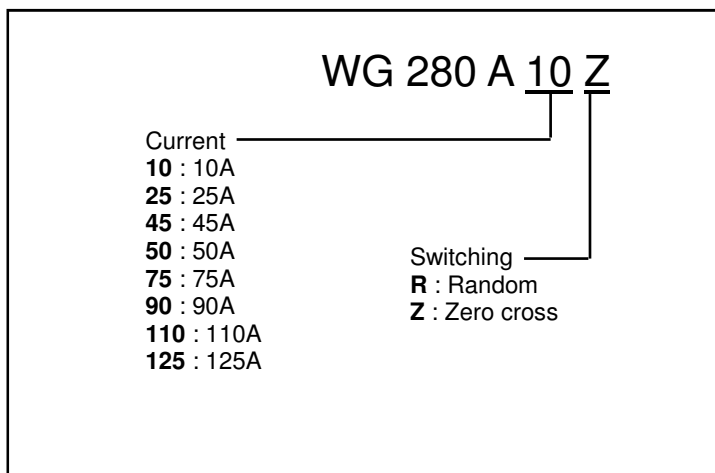 WG 280 A 10 Z
Current
10 : 10A
25 : 25A
45 : 45A
50 : 50A
75 : 75A
90 : 90A
110 : 110A
125 : 125A
Switching
R : Random
Z : Zero cross